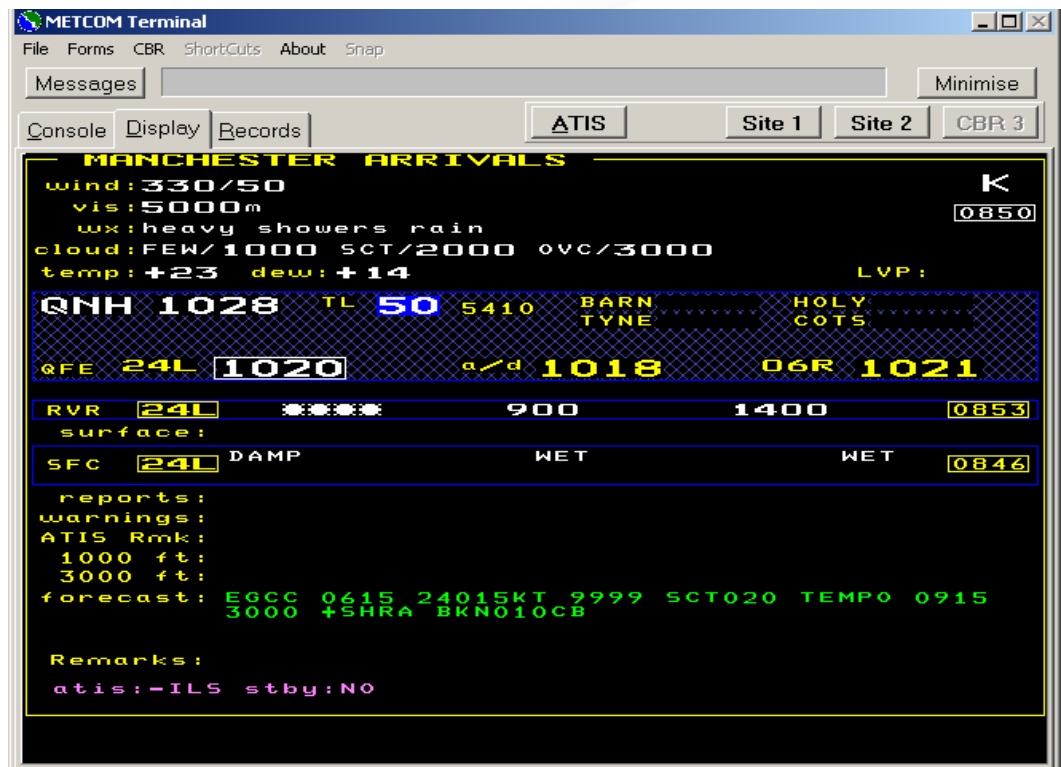 METCOM Terminal
File Forms CBR ShortCuts About Snap
Messages Minimise
Console Display Records ATIS Site 1 Site 2 CBR 3
MANCHESTER ARRIVALS
wind:330/50 K
vis:5000m 0850
wx:heavy showers rain
cloud:FEW/1000 SCT/2000 OVC/3000
temp:+23 dew:+14 LVP:
QNH 1028 TL 50 5410 BARN HOLY
TYNE COTS
QFE 24L 1020 a/d 1018 06R 1021
RVR 24L **** 900 1400 0853
surface:
SFC 24L DAMP WET WET 0846
reports:
warnings:
ATIS Rmk:
1000 ft:
3000 ft:
forecast: EGCC 0615 24015KT 9999 SCT020 TEMPO 0915
3000 +SHRA BKN010CB
Remarks:
atis:-ILS stby:NO